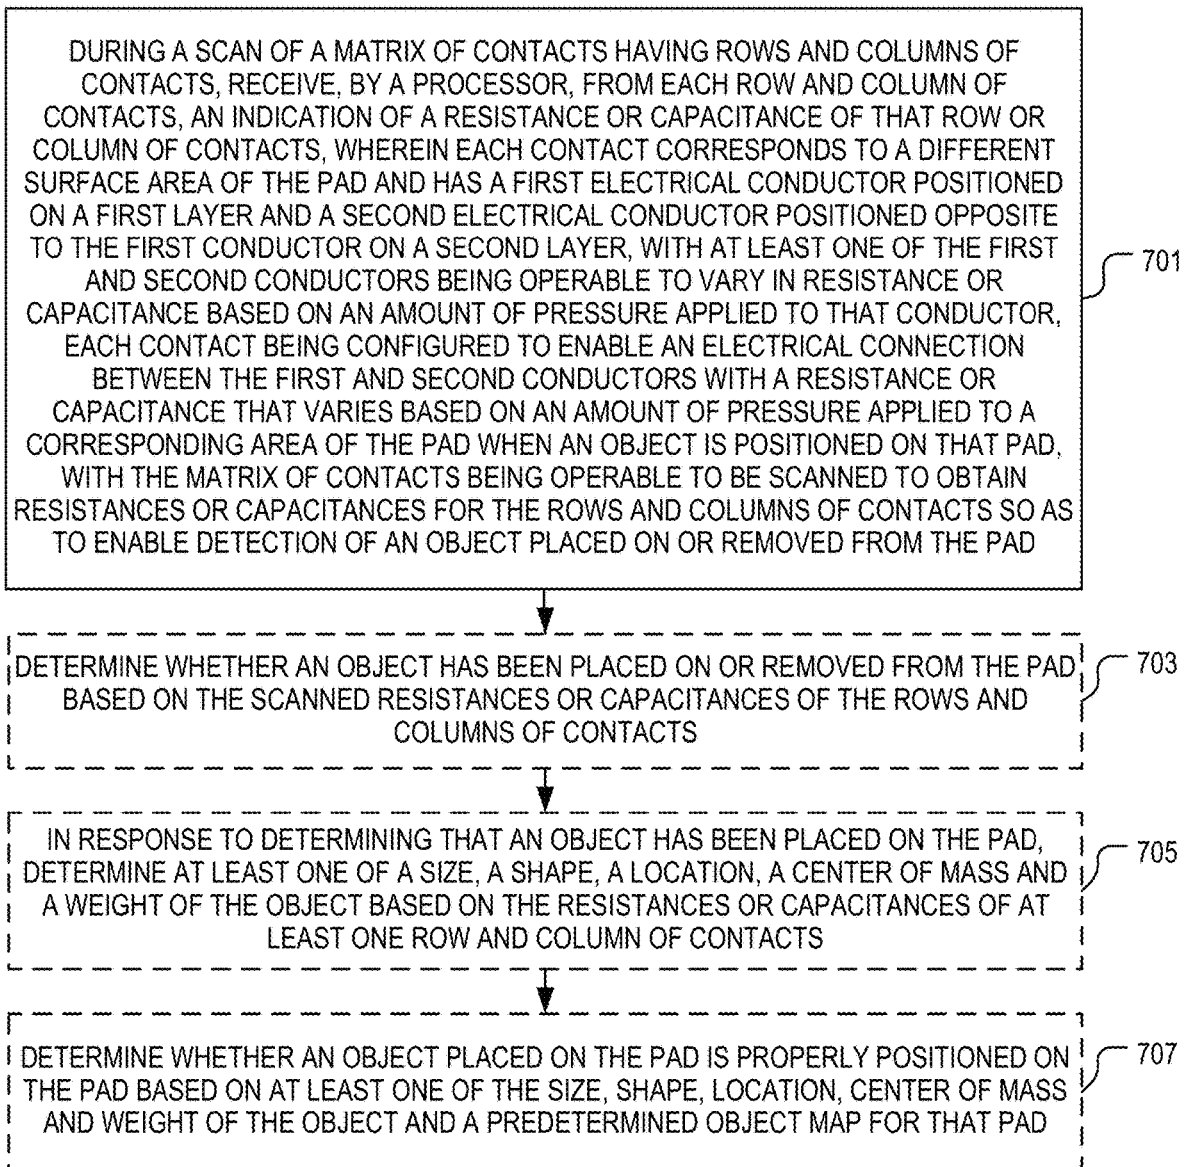 DURING A SCAN OF A MATRIX OF CONTACTS HAVING ROWS AND COLUMNS OF
CONTACTS, RECEIVE, BY A PROCESSOR, FROM EACH ROW AND COLUMN OF
CONTACTS, AN INDICATION OF A RESISTANCE OR CAPACITANCE OF THAT ROW OR
COLUMN OF CONTACTS, WHEREIN EACH CONTACT CORRESPONDS TO A DIFFERENT
SURFACE AREA OF THE PAD AND HAS A FIRST ELECTRICAL CONDUCTOR POSITIONED
ON A FIRST LAYER AND A SECOND ELECTRICAL CONDUCTOR POSITIONED OPPOSITE
TO THE FIRST CONDUCTOR ON A SECOND LAYER, WITH AT LEAST ONE OF THE FIRST
AND SECOND CONDUCTORS BEING OPERABLE TO VARY IN RESISTANCE OR
CAPACITANCE BASED ON AN AMOUNT OF PRESSURE APPLIED TO THAT CONDUCTOR,
EACH CONTACT BEING CONFIGURED TO ENABLE AN ELECTRICAL CONNECTION
BETWEEN THE FIRST AND SECOND CONDUCTORS WITH A RESISTANCE OR
CAPACITANCE THAT VARIES BASED ON AN AMOUNT OF PRESSURE APPLIED TO A
CORRESPONDING AREA OF THE PAD WHEN AN OBJECT IS POSITIONED ON THAT PAD,
WITH THE MATRIX OF CONTACTS BEING OPERABLE TO BE SCANNED TO OBTAIN
RESISTANCES OR CAPACITANCES FOR THE ROWS AND COLUMNS OF CONTACTS SO AS
TO ENABLE DETECTION OF AN OBJECT PLACED ON OR REMOVED FROM THE PAD
701
DETERMINE WHETHER AN OBJECT HAS BEEN PLACED ON OR REMOVED FROM THE PAD
BASED ON THE SCANNED RESISTANCES OR CAPACITANCES OF THE ROWS AND
COLUMNS OF CONTACTS
703
IN RESPONSE TO DETERMINING THAT AN OBJECT HAS BEEN PLACED ON THE PAD,
DETERMINE AT LEAST ONE OF A SIZE, A SHAPE, A LOCATION, A CENTER OF MASS AND
A WEIGHT OF THE OBJECT BASED ON THE RESISTANCES OR CAPACITANCES OF AT
LEAST ONE ROW AND COLUMN OF CONTACTS
705
DETERMINE WHETHER AN OBJECT PLACED ON THE PAD IS PROPERLY POSITIONED ON
THE PAD BASED ON AT LEAST ONE OF THE SIZE, SHAPE, LOCATION, CENTER OF MASS
AND WEIGHT OF THE OBJECT AND A PREDETERMINED OBJECT MAP FOR THAT PAD
707